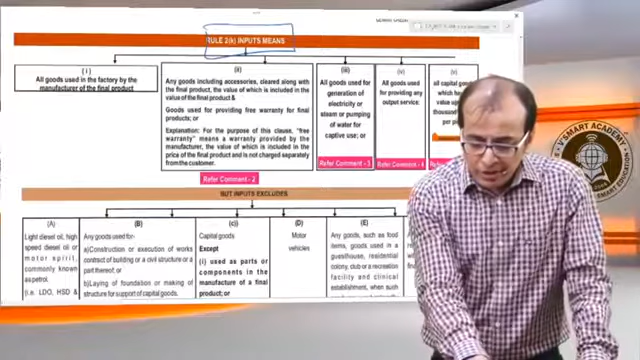 RULE 2(k) INPUTS MEANS
( i )
All goods used in the factory by the
manufacturer of the final product
(ii)
Any goods including accessories, cleared along with
the final product, the value of which is included in the
value of the final product &
Goods used for providing free warranty for final
products; or
Explanation: For the purpose of this clause, "free
warranty" means a warranty provided by the
manufacturer, the value of which is included in the
price of the final product and is not charged separately
from the customer.
Refer Comment - 2
(iii)
All goods used for
generation of
electricity or
steam or pumping
of water for
captive use; or
Refer Comment - 3
(iv)
All goods used
for providing any
output service;
Refer Comment - 4
(v)
all capital good
which has
value up
thousand
per pi
Refer
BUT INPUTS EXCLUDES
(A)
Light diesel oil, high
speed diesel oil or
motor spirit,
commonly known
aspetrol.
(i.e. LDO, HSD &
(B)
Any goods used for-
a)Construction or execution of works
contract of building or a civil structure or a
part thereof; or
b)Laying of foundation or making of
structure for support of capital goods.
(c)
Capital goods
Except
(i) used as parts or
components in the
manufacture of a final
product; or
(D)
Motor
vehicles
(E)
Any goods, such as food
items, goods used in a
guesthouse, residential
colony, club or a recreation
facility and clinical
establishment, when such
V'SMART ACADEMY